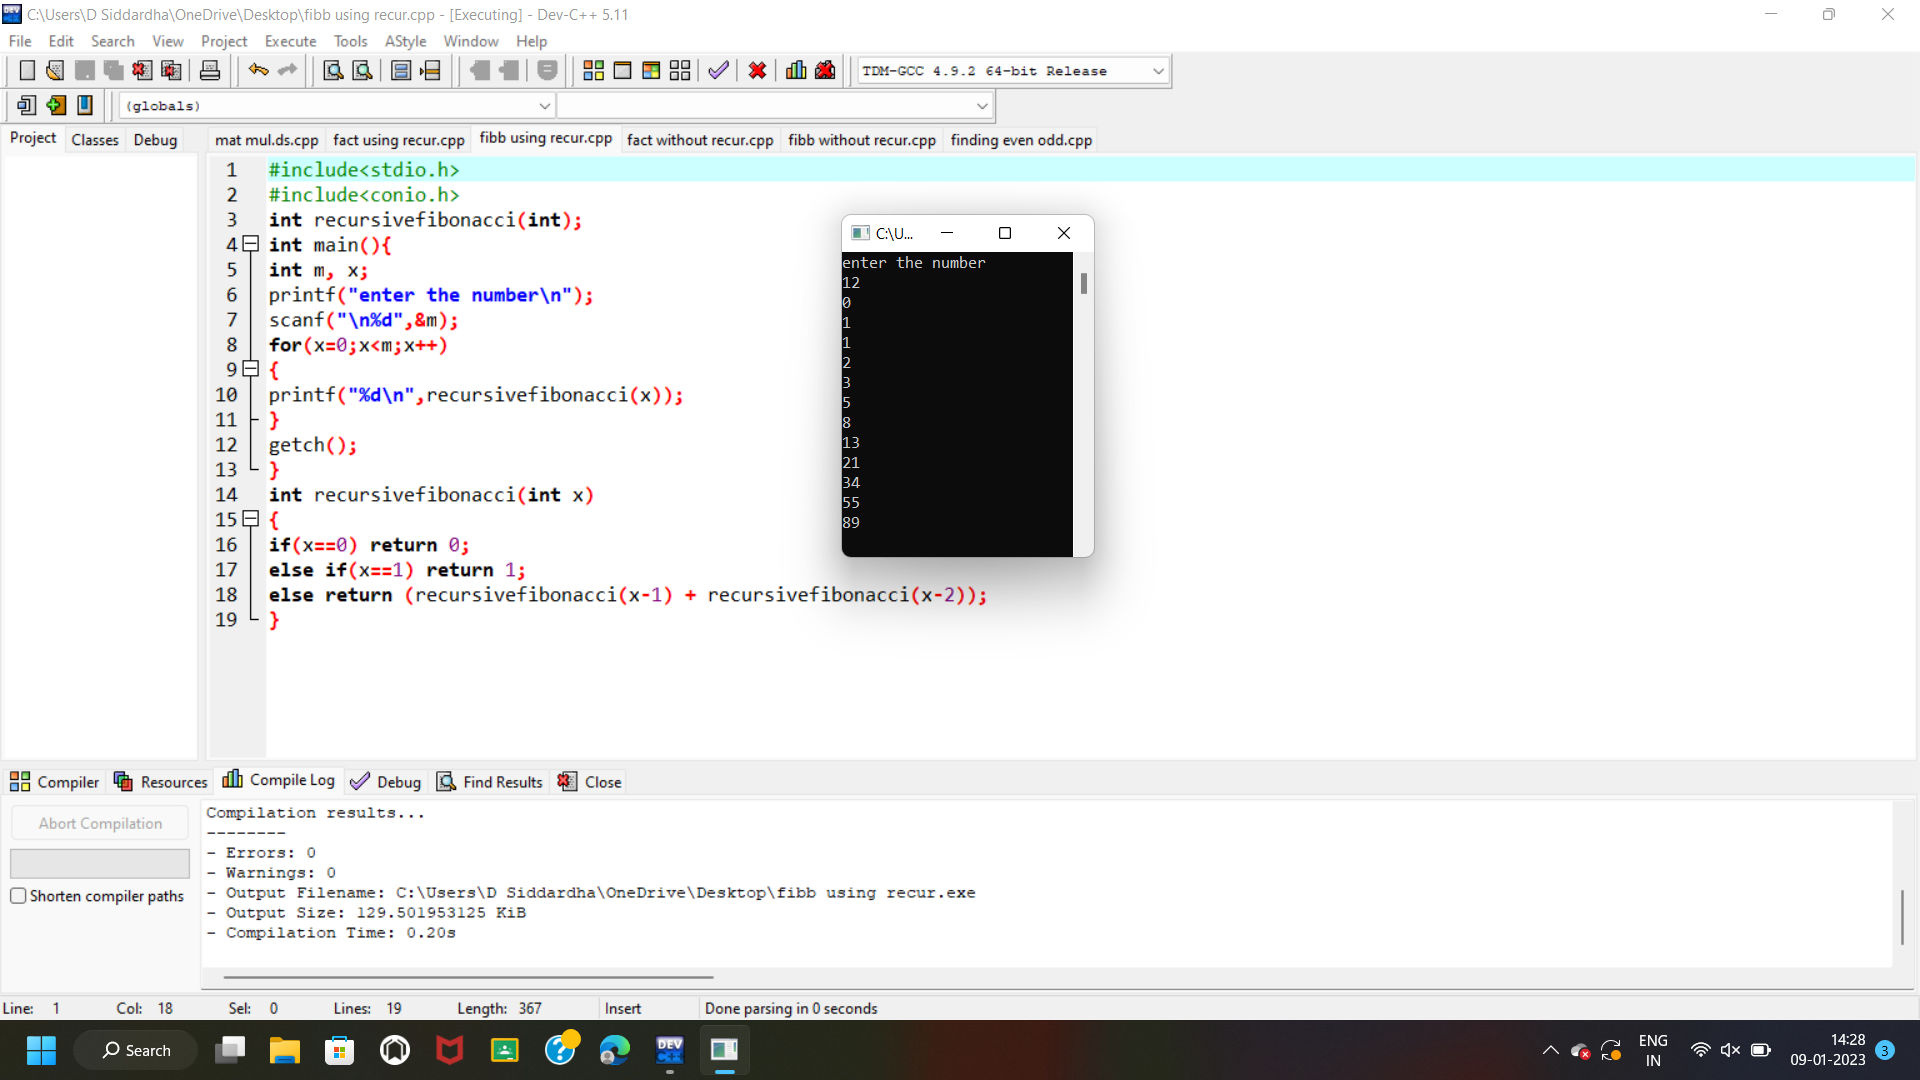 C:\Users\D Siddardha\OneDrive\Desktop\fibb using recur.cpp - [Executing] - Dev-C++ 5.11
File Edit Search View Project Execute Tools AStyle Window Help
TDM-GCC 4.9.2 64-bit Release
(globals)
Project Classes Debug
mat mul.ds.cpp fact using recur.cpp fibb using recur.cpp fact without recur.cpp fibb without recur.cpp finding even odd.cpp
1 #include<stdio.h>
2 #include<conio.h>
3 int recursivefibonacci(int);
4 int main(){
5 int m, x;
6 printf("enter the number\n");
7 scanf("\n%d",&m);
8 for(x=0;x<m;x++)
9 {
10 printf("%d\n",recursivefibonacci(x));
11 }
12 getch();
13 }
14 int recursivefibonacci(int x)
15 {
16 if(x==0) return 0;
17 else if(x==1) return 1;
18 else return (recursivefibonacci(x-1) + recursivefibonacci(x-2));
19 }
C:\U...
enter the number
12
0
1
1
2
3
5
8
13
21
34
55
89
Compiler Resources Compile Log Debug Find Results Close
Abort Compilation
Shorten compiler paths
Compilation results...
--------
- Errors: 0
- Warnings: 0
- Output Filename: C:\Users\D Siddardha\OneDrive\Desktop\fibb using recur.exe
- Output Size: 129.501953125 KiB
- Compilation Time: 0.20s
Line: 1 Col: 18 Sel: 0 Lines: 19 Length: 367 Insert Done parsing in 0 seconds
Search
DEV
C++
ENG
IN
14:28
09-01-2023
3